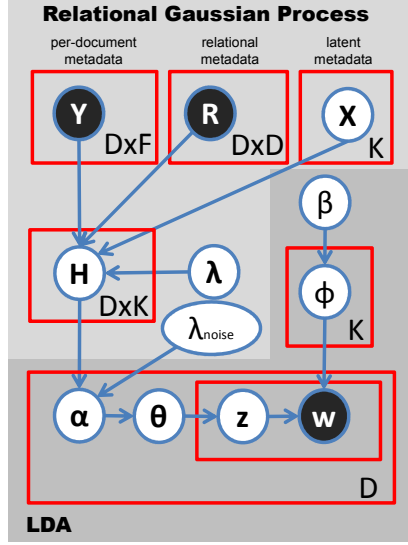 Relational Gaussian Process
per-document metadata
relational metadata
latent metadata
Y
R
X
DxF
DxD
K
β
H
λ
DxK
λnoise
ϕ
K
α
θ
z
w
D
LDA